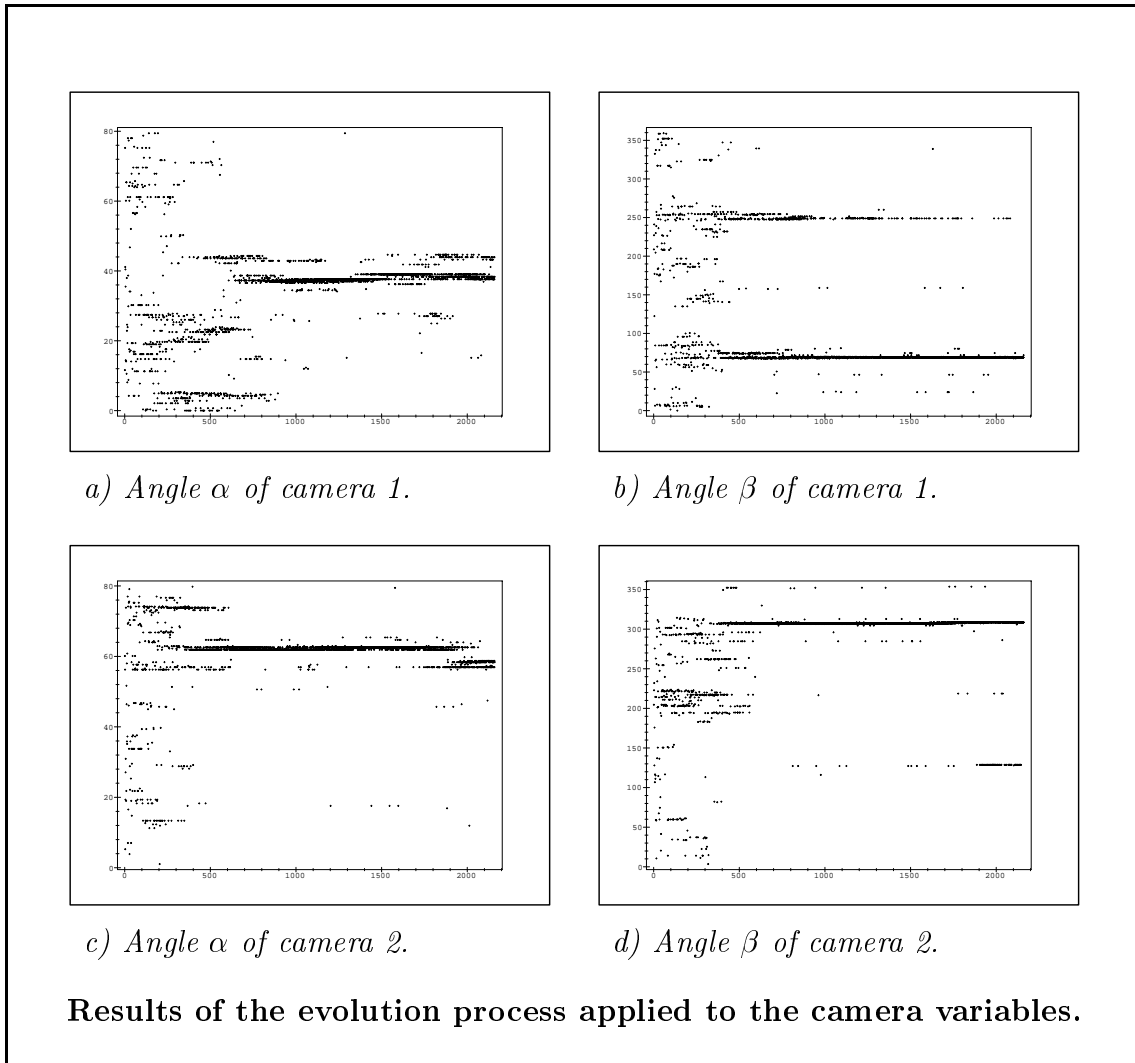 80
60
40
20
0
0 500 1000 1500 2000
a) Angle α of camera 1.
350
300
250
200
150
100
50
0
0 500 1000 1500 2000
b) Angle β of camera 1.
80
60
40
20
0
0 500 1000 1500 2000
c) Angle α of camera 2.
350
300
250
200
150
100
50
0
0 500 1000 1500 2000
d) Angle β of camera 2.
Results of the evolution process applied to the camera variables.